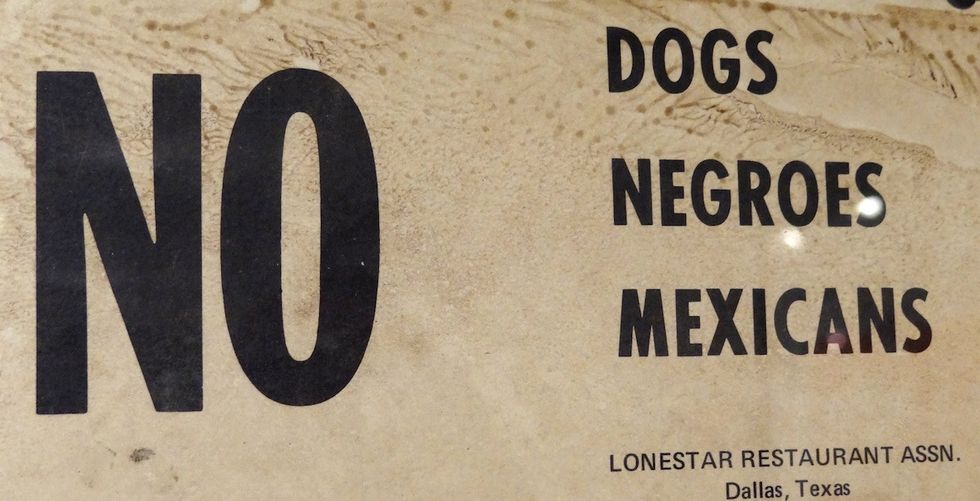 NO
DOGS
NEGROES
MEXICANS
LONESTAR RESTAURANT ASSN.
Dallas, Texas